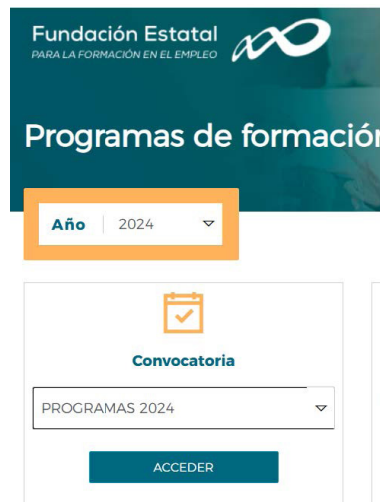 Fundación Estatal
PARA LA FORMACIÓN EN EL EMPLEO
Programas de formación
Año 2024
Convocatoria
PROGRAMAS 2024
ACCEDER